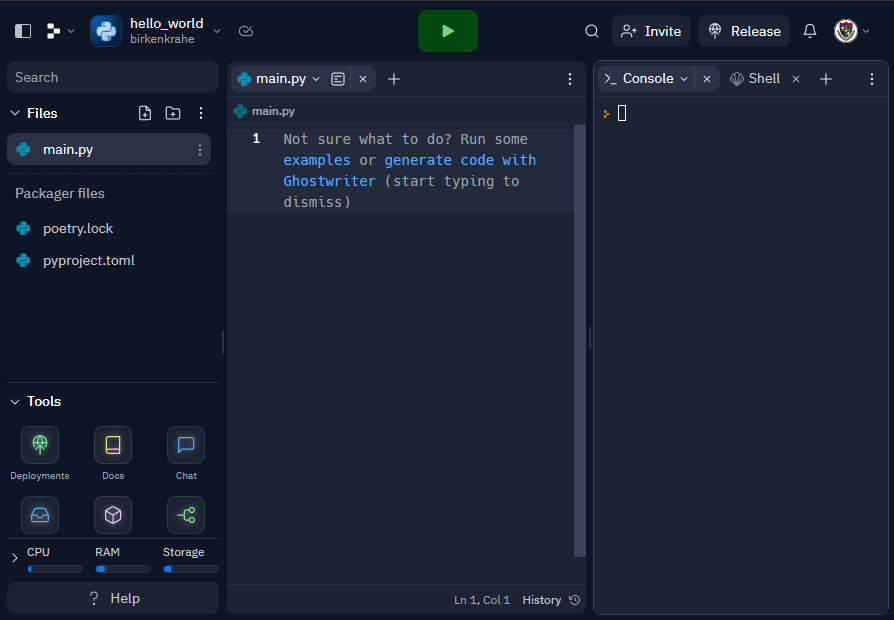 hello_world
birkenkrahe
Invite
Release
Search
Files
main.py
Packager files
poetry.lock
pyproject.toml
Tools
Deployments
Docs
Chat
CPU
RAM
Storage
? Help
main.py
main.py
1
Not sure what to do? Run some
examples or generate code with
Ghostwriter (start typing to
dismiss)
Ln 1, Col 1
History
Console
Shell